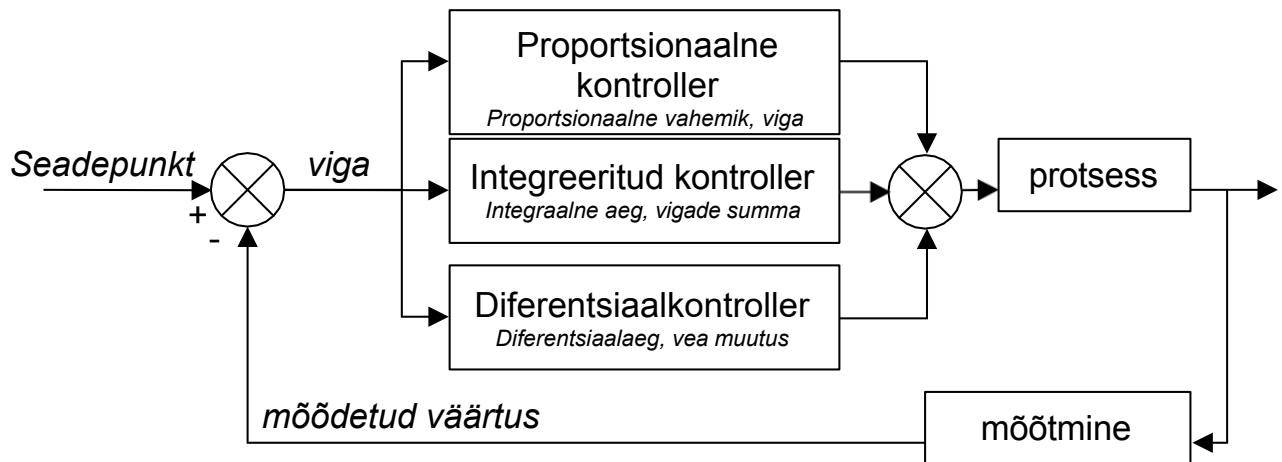 Proportsionaalne
kontroller
Proportsionaalne vahemik, viga
Seadepunkt
viga
Integreeritud kontroller
Integraalne aeg, vigade summa
protsess
+
-
Diferentsiaalkontroller
Diferentsiaalaeg, vea muutus
mõõdetud väärtus
mõõtmine